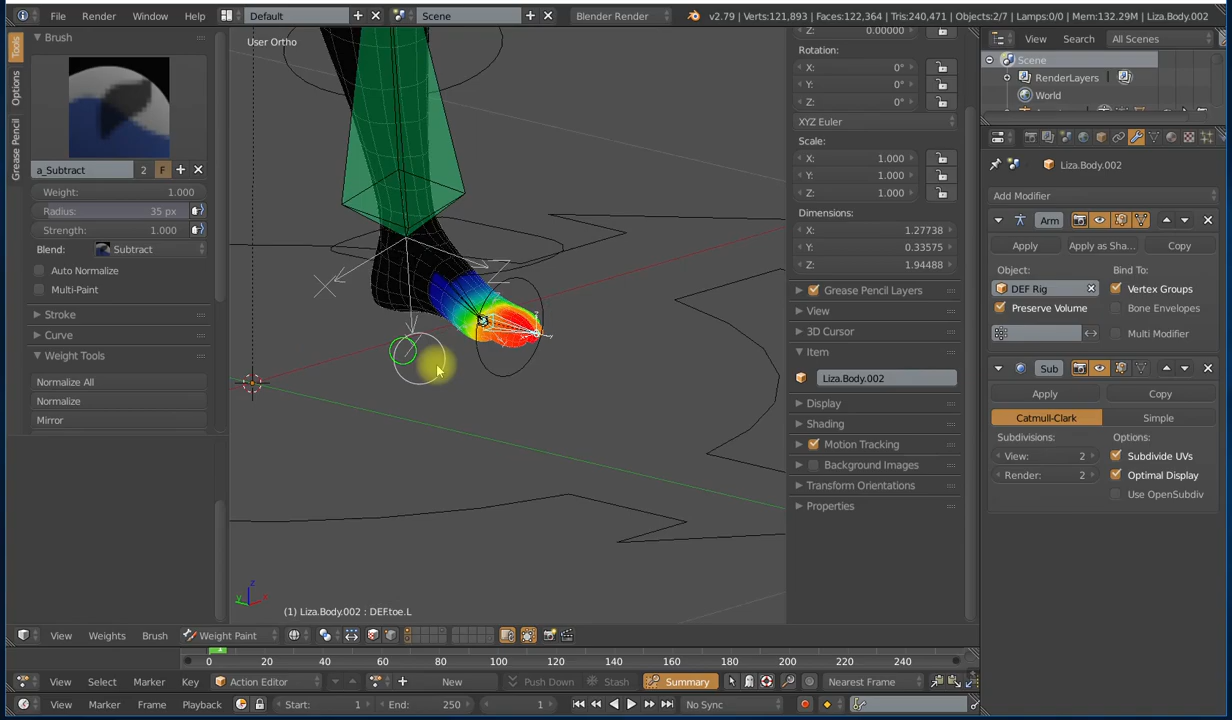 File Render Window Help Default Scene Blender Render v2.79 | Verts:121,893 | Faces:122,364 | Tris:240,471 | Objects:2/7 | Lamps:0/0 | Mem:132.29M | Liza.Body.002
Tools
Options
Grease Pencil
Brush
a_Subtract 2 F
Weight: 1.000
Radius: 35 px
Strength: 1.000
Blend: Subtract
Auto Normalize
Multi-Paint
Stroke
Curve
Weight Tools
Normalize All
Normalize
Mirror
User Ortho
(1) Liza.Body.002 : DEF.toe.L
Z: 0.00000
Rotation:
X: 0°
Y: 0°
Z: 0°
XYZ Euler
Scale:
X: 1.000
Y: 1.000
Z: 1.000
Dimensions:
X: 1.27738
Y: 0.33575
Z: 1.94488
Grease Pencil Layers
View
3D Cursor
Item
Liza.Body.002
Display
Shading
Motion Tracking
Background Images
Transform Orientations
Properties
View Search All Scenes
Scene
RenderLayers
World
Liza.Body.002
Add Modifier
Arm
Apply Apply as Sha... Copy
Object: Bind To:
DEF Rig Vertex Groups
Preserve Volume Bone Envelopes
Multi Modifier
Sub
Apply Copy
Catmull-Clark Simple
Subdivisions: Options:
View: 2 Subdivide UVs
Render: 2 Optimal Display
Use OpenSubdiv
View Weights Brush Weight Paint
0 20 40 60 80 100 120 140 160 180 200 220 240
View Select Marker Key Action Editor New Push Down Stash Summary Nearest Frame
View Marker Frame Playback Start: 1 End: 250 1 No Sync